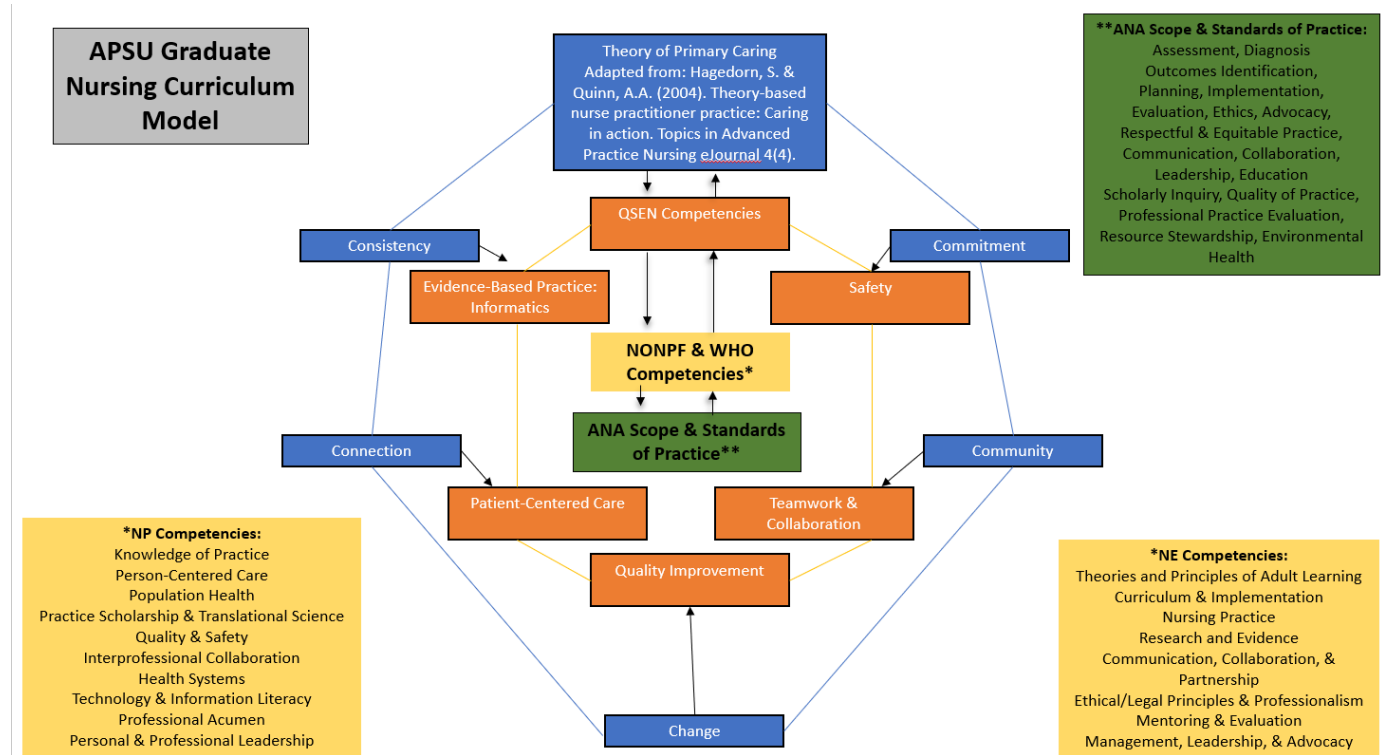 APSU Graduate
Nursing Curriculum
Model
Theory of Primary Caring
Adapted from: Hagedorn, S. &
Quinn, A.A. (2004). Theory-based
nurse practitioner practice: Caring
in action. Topics in Advanced
Practice Nursing eJournal 4(4).
**ANA Scope & Standards of Practice:
Assessment, Diagnosis
Outcomes Identification,
Planning, Implementation,
Evaluation, Ethics, Advocacy,
Respectful & Equitable Practice,
Communication, Collaboration,
Leadership, Education
Scholarly Inquiry, Quality of Practice,
Professional Practice Evaluation,
Resource Stewardship, Environmental
Health
QSEN Competencies
Consistency
Commitment
Evidence-Based Practice:
Informatics
Safety
NONPF & WHO
Competencies*
ANA Scope & Standards
of Practice**
Connection
Community
Patient-Centered Care
Teamwork &
Collaboration
Quality Improvement
Change
*NP Competencies:
Knowledge of Practice
Person-Centered Care
Population Health
Practice Scholarship & Translational Science
Quality & Safety
Interprofessional Collaboration
Health Systems
Technology & Information Literacy
Professional Acumen
Personal & Professional Leadership
*NE Competencies:
Theories and Principles of Adult Learning
Curriculum & Implementation
Nursing Practice
Research and Evidence
Communication, Collaboration, &
Partnership
Ethical/Legal Principles & Professionalism
Mentoring & Evaluation
Management, Leadership, & Advocacy